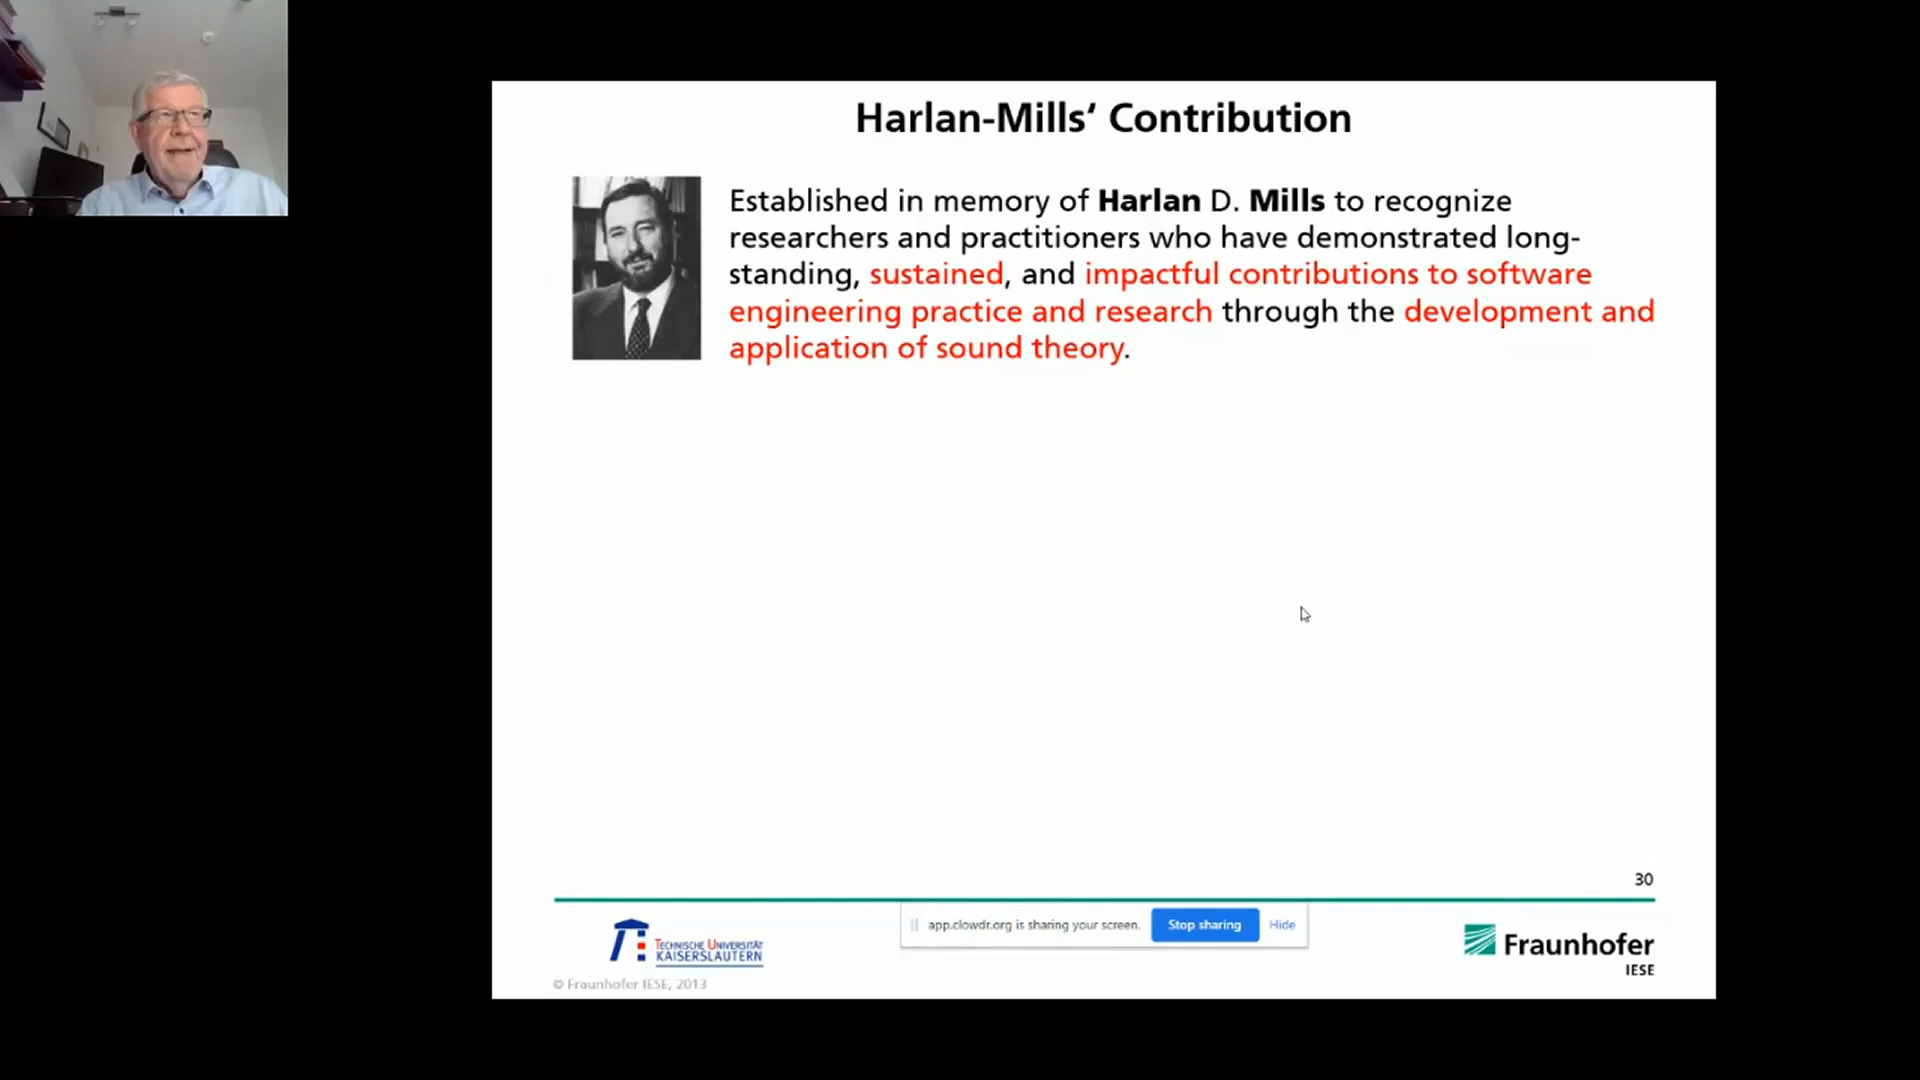 Harlan-Mills‘ Contribution
Established in memory of Harlan D. Mills to recognize
researchers and practitioners who have demonstrated long-
standing, sustained, and impactful contributions to software
engineering practice and research through the development and
application of sound theory.
30
TECHNISCHE UNIVERSITÄT
KAISERSLAUTERN
app.clowdr.org is sharing your screen.
Stop sharing
Hide
Fraunhofer
IESE
© Fraunhofer IESE, 2013